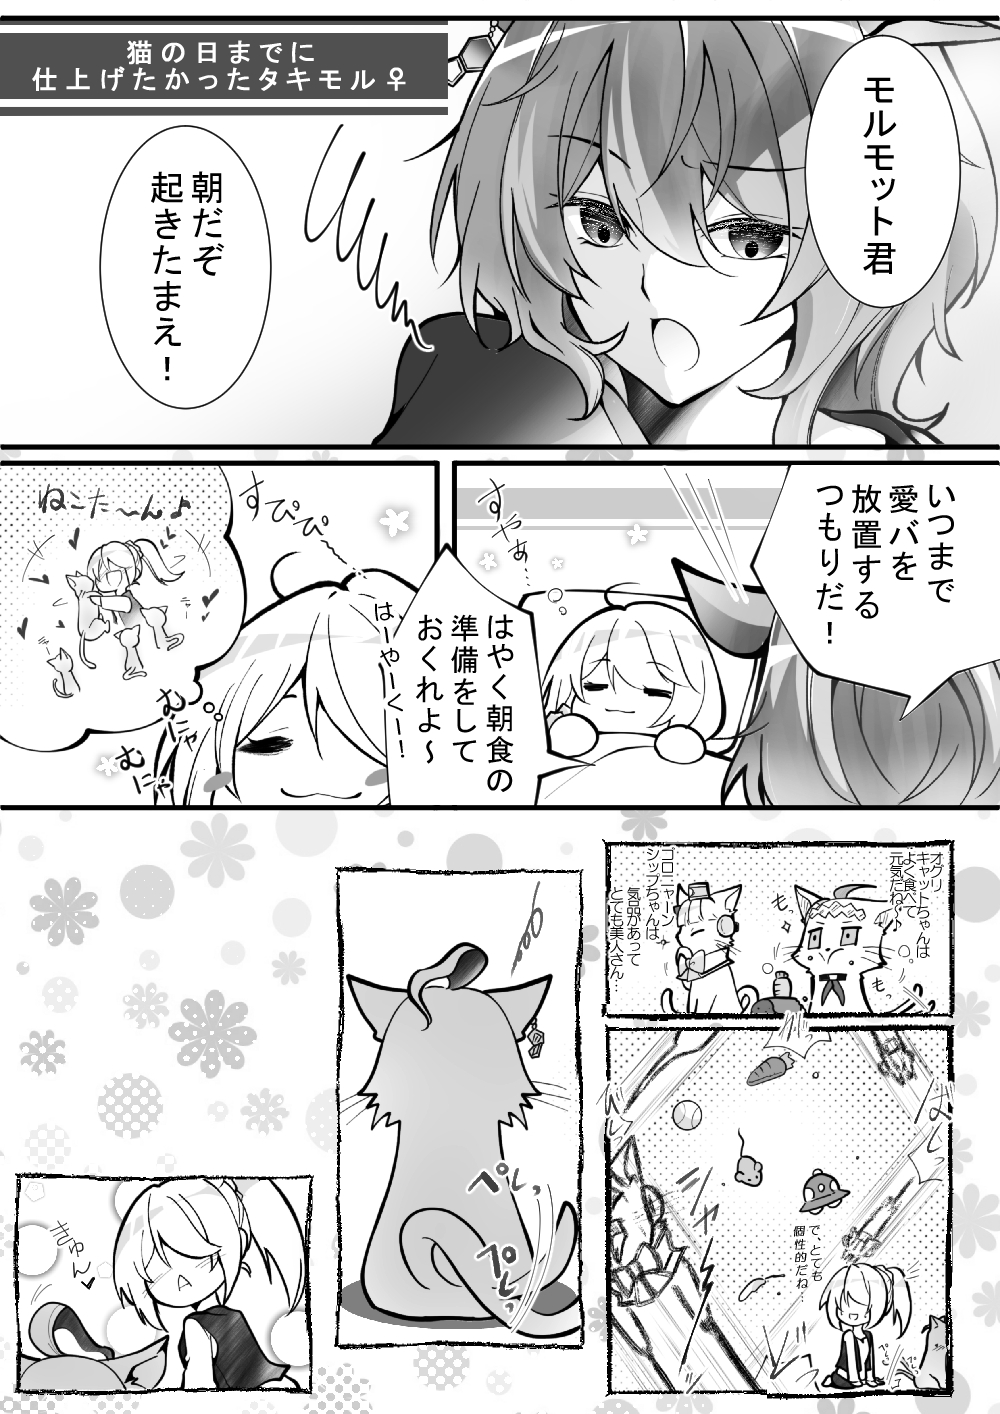 猫の日までに
仕上げたかったタキモル♀
モルモット君
朝だぞ
起きたまえ！
いつまで
愛バを
放置する
つもりだ！
すやぁ…
はやく朝食の
準備をして
おくれよ～
はーやーくー！
すぴぴ…
ねこた～ん♪
むにゃ
むにゃ
オグリ
キャットちゃんは
よく食べて
元気だね♪
もっ
もっ
ゴロニャーン
シップちゃんは
気品があって
とても美人さん…
で、とても
個性的だね…
ペしっ
ペしっ
きゅん